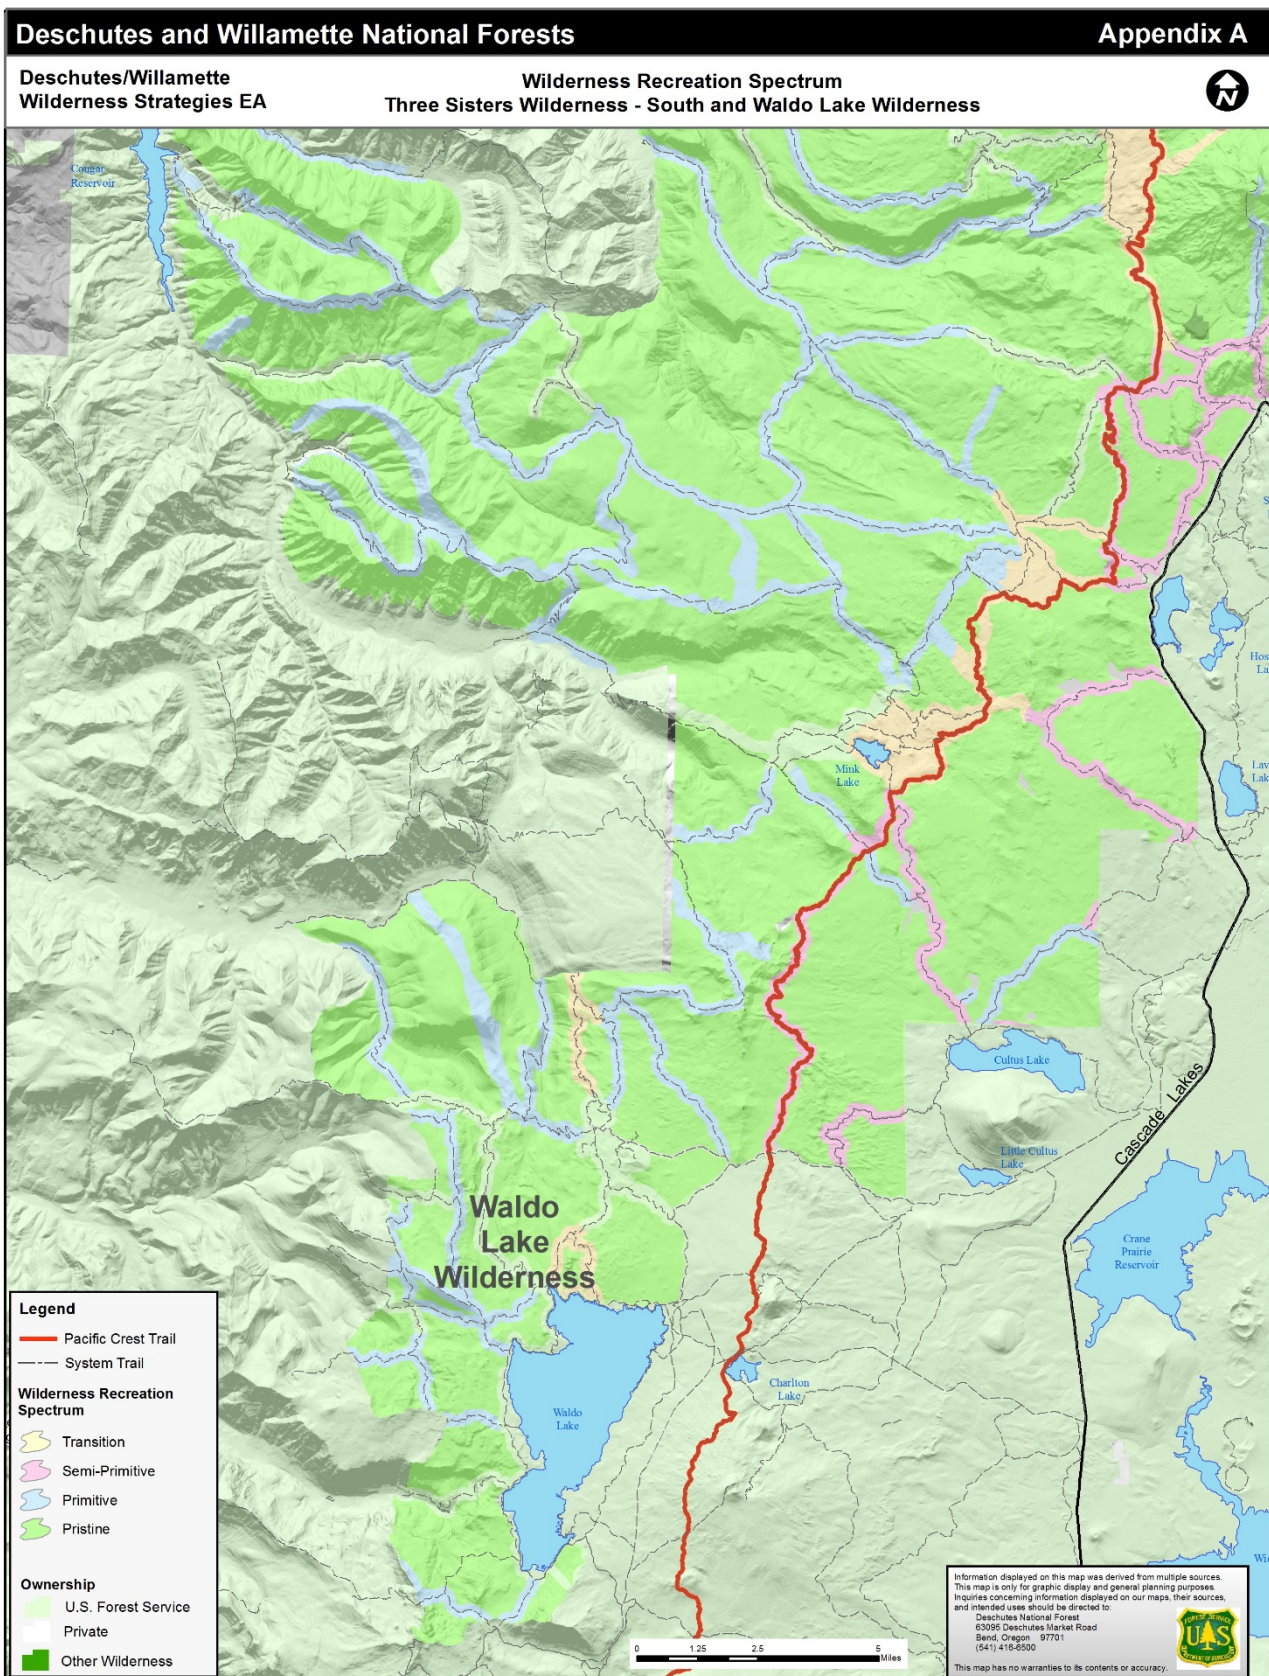 Deschutes and Willamette National Forests
Appendix A
Deschutes/Willamette
Wilderness Strategies EA
Wilderness Recreation Spectrum
Three Sisters Wilderness - South and Waldo Lake Wilderness
N
Cougar
Reservoir
Mink
Lake
Cultus Lake
Little Cultus
Lake
Cascade Lakes
Crane
Prairie
Reservoir
Waldo
Lake
Wilderness
Charlton
Lake
Waldo
Lake
Legend
Pacific Crest Trail
System Trail
Wilderness Recreation
Spectrum
Transition
Semi-Primitive
Primitive
Pristine
Ownership
U.S. Forest Service
Private
Other Wilderness
0 1.25 2.5 5
Miles
Information displayed on this map was derived from multiple sources.
This map is only for graphic display and general planning purposes.
Inquiries concerning information displayed on our maps, their sources,
and intended uses should be directed to:
Deschutes National Forest
63095 Deschutes Market Road
Bend, Oregon 97701
(541) 416-6500
This map has no warranties to its contents or accuracy.
FOREST SERVICE
US
DEPARTMENT OF AGRICULTURE